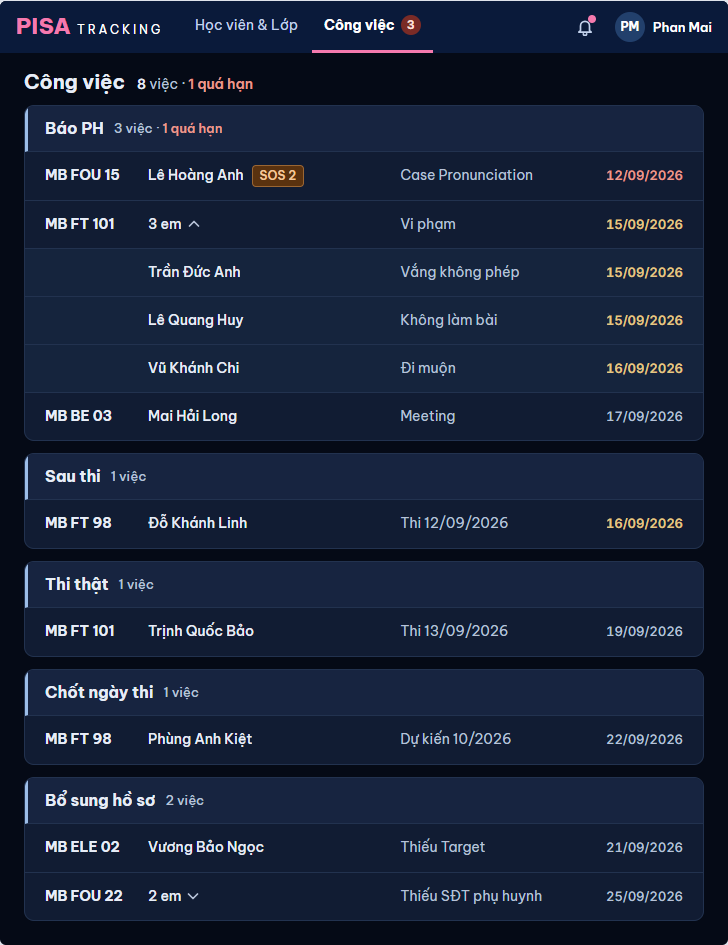 PISA TRACKING Học viên & Lớp Công việc 3 PM Phan Mai
Công việc 8 việc · 1 quá hạn
Báo PH 3 việc · 1 quá hạn
MB FOU 15 Lê Hoàng Anh SOS 2 Case Pronunciation 12/09/2026
MB FT 101 3 em Vi phạm 15/09/2026
Trần Đức Anh Vắng không phép 15/09/2026
Lê Quang Huy Không làm bài 15/09/2026
Vũ Khánh Chi Đi muộn 16/09/2026
MB BE 03 Mai Hải Long Meeting 17/09/2026
Sau thi 1 việc
MB FT 98 Đỗ Khánh Linh Thi 12/09/2026 16/09/2026
Thi thật 1 việc
MB FT 101 Trịnh Quốc Bảo Thi 13/09/2026 19/09/2026
Chốt ngày thi 1 việc
MB FT 98 Phùng Anh Kiệt Dự kiến 10/2026 22/09/2026
Bổ sung hồ sơ 2 việc
MB ELE 02 Vương Bảo Ngọc Thiếu Target 21/09/2026
MB FOU 22 2 em Thiếu SĐT phụ huynh 25/09/2026